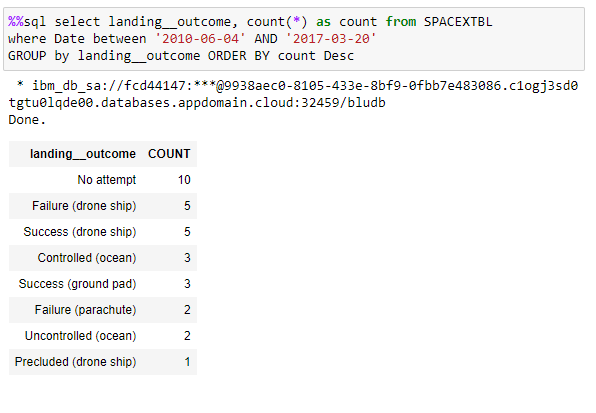 %%sql select landing__outcome, count(*) as count from SPACEXTBL
where Date between '2010-06-04' AND '2017-03-20'
GROUP by landing__outcome ORDER BY count Desc
* ibm_db_sa://fcd44147:***@9938aec0-8105-433e-8bf9-0fbb7e483086.c1ogj3sd0
tgtu0lqde00.databases.appdomain.cloud:32459/bludb
Done.
landing__outcome COUNT
No attempt 10
Failure (drone ship) 5
Success (drone ship) 5
Controlled (ocean) 3
Success (ground pad) 3
Failure (parachute) 2
Uncontrolled (ocean) 2
Precluded (drone ship) 1